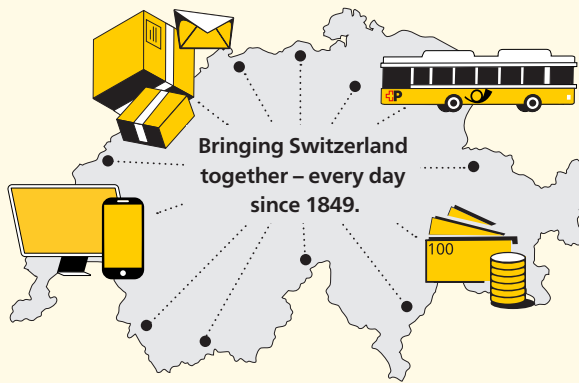 P
Bringing Switzerland
together – every day
since 1849.
100